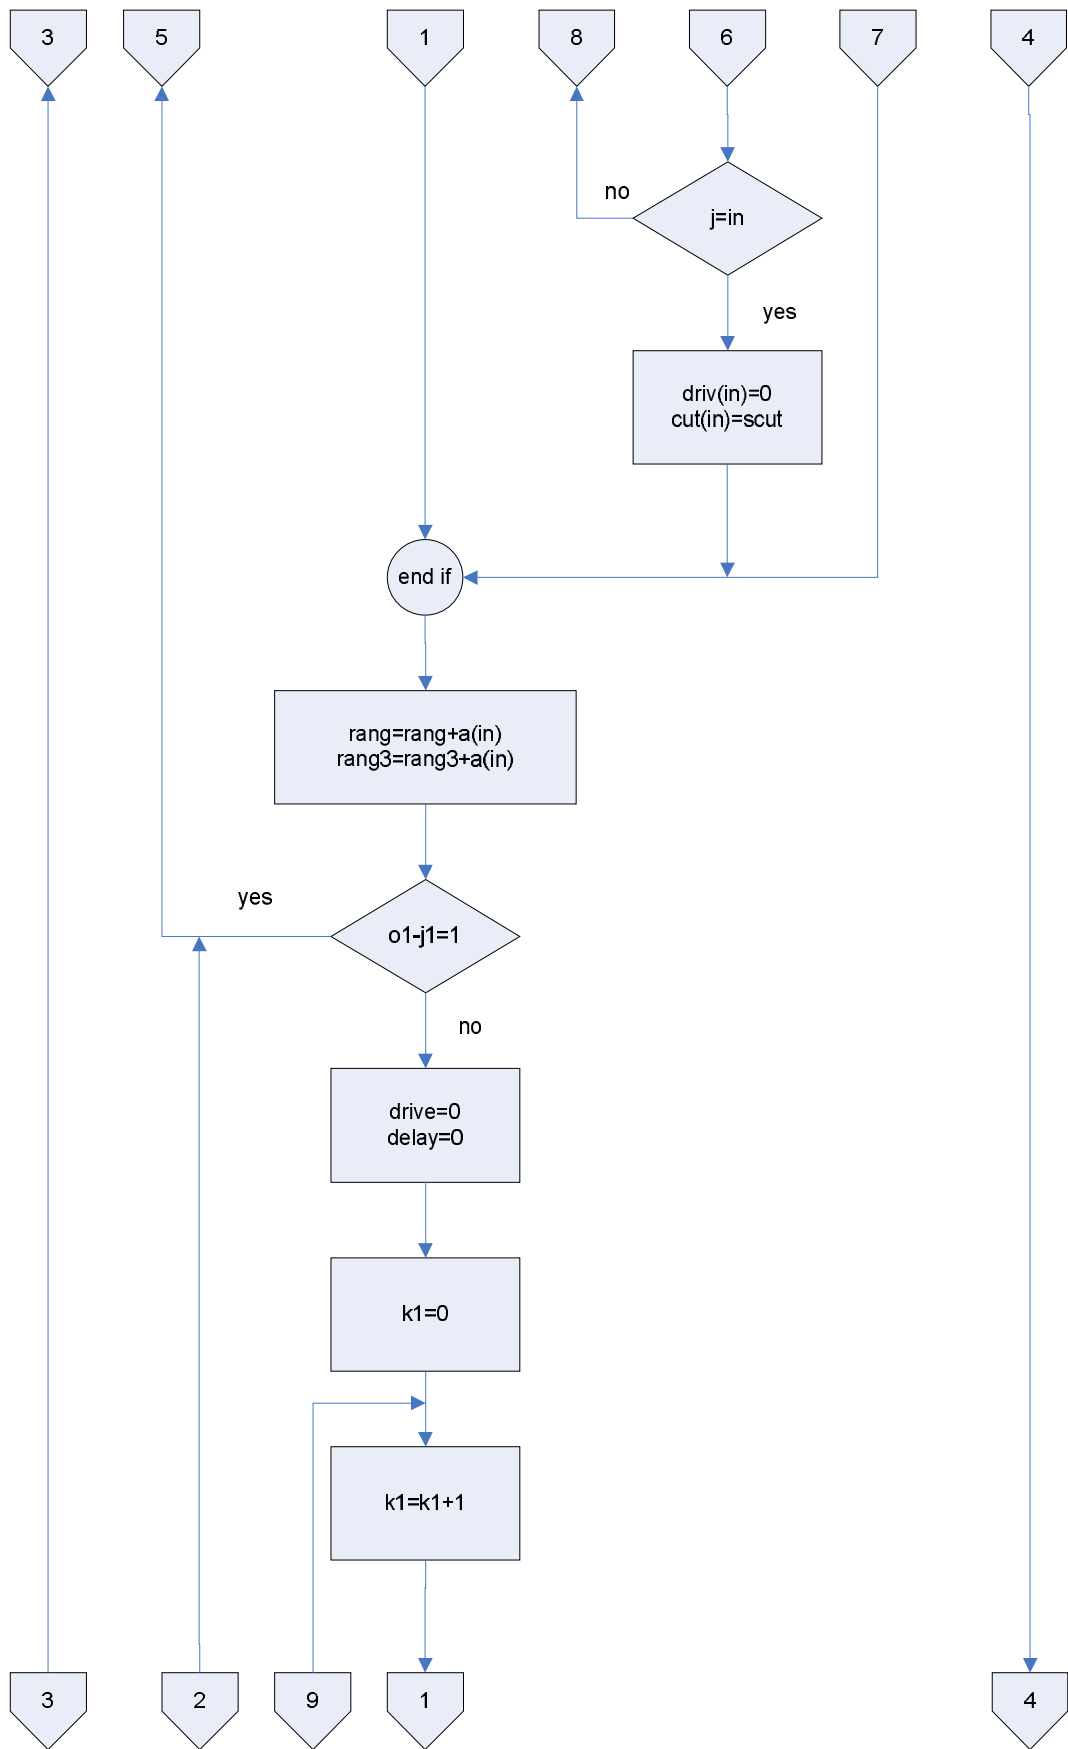 3
5
1
8
6
7
4
no
j=in
yes
driv(in)=0
cut(in)=scut
end if
rang=rang+a(in)
rang3=rang3+a(in)
yes
o1-j1=1
no
drive=0
delay=0
k1=0
k1=k1+1
3
2
9
1
4